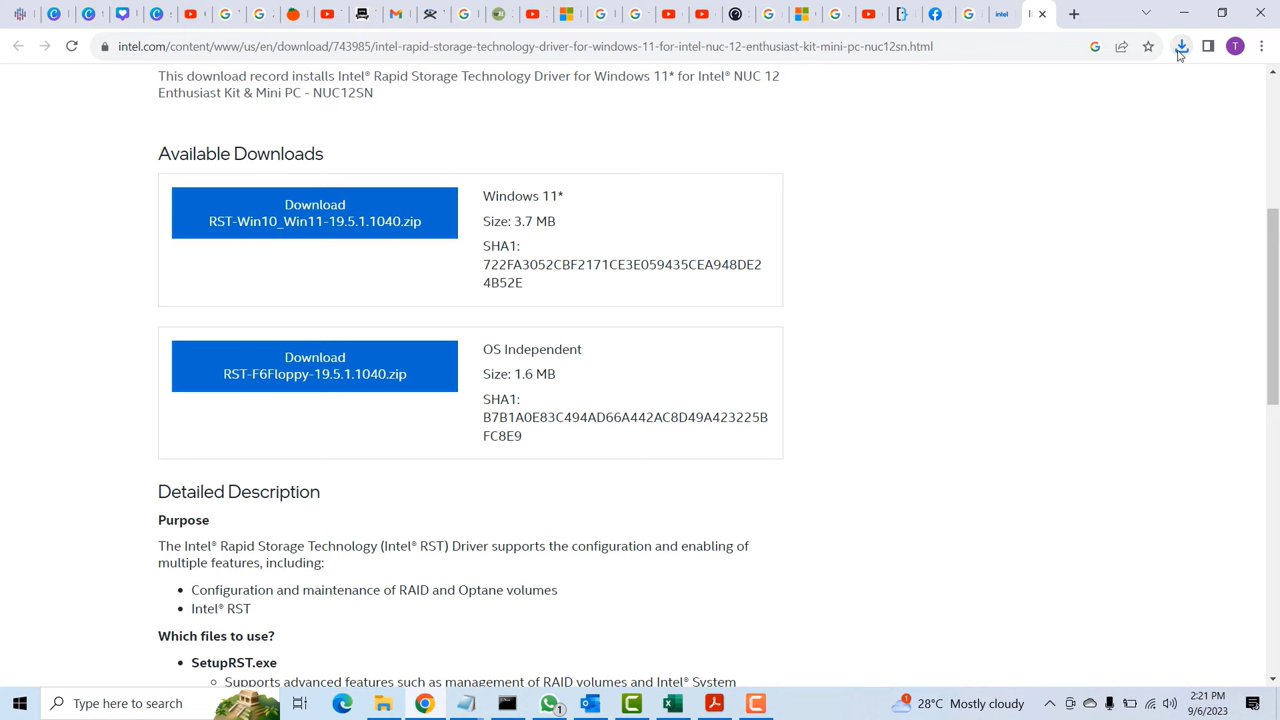 intel.
intel.com/content/www/us/en/download/743985/intel-rapid-storage-technology-driver-for-windows-11-for-intel-nuc-12-enthusiast-kit-mini-pc-nuc12sn.html
T
This download record installs Intel® Rapid Storage Technology Driver for Windows 11* for Intel® NUC 12
Enthusiast Kit & Mini PC - NUC12SN
Available Downloads
Download
RST-Win10_Win11-19.5.1.1040.zip
Windows 11*
Size: 3.7 MB
SHA1:
722FA3052CBF2171CE3E059435CEA948DE2
4B52E
Download
RST-F6Floppy-19.5.1.1040.zip
OS Independent
Size: 1.6 MB
SHA1:
B7B1A0E83C494AD66A442AC8D49A423225B
FC8E9
Detailed Description
Purpose
The Intel® Rapid Storage Technology (Intel® RST) Driver supports the configuration and enabling of
multiple features, including:
• Configuration and maintenance of RAID and Optane volumes
• Intel® RST
Which files to use?
• SetupRST.exe
Supports advanced features such as management of RAID volumes and Intel® System
Type here to search
1
1
28°C Mostly cloudy
2:21 PM
9/6/2023